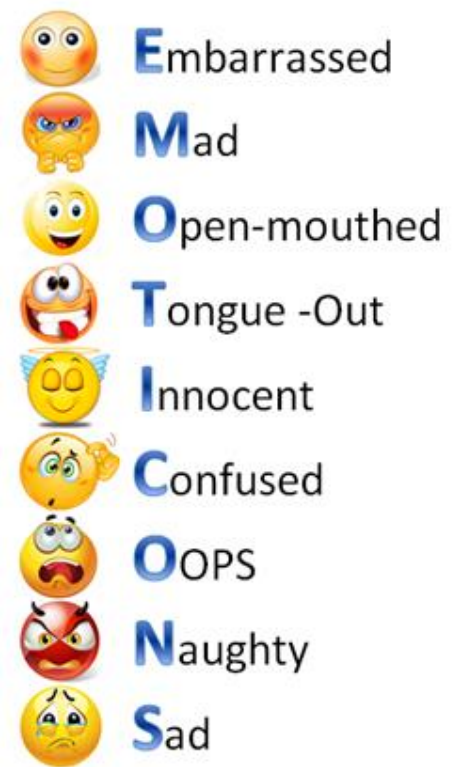 Embarrassed
Mad
Open-mouthed
Tongue -Out
Innocent
Confused
OOPS
Naughty
Sad